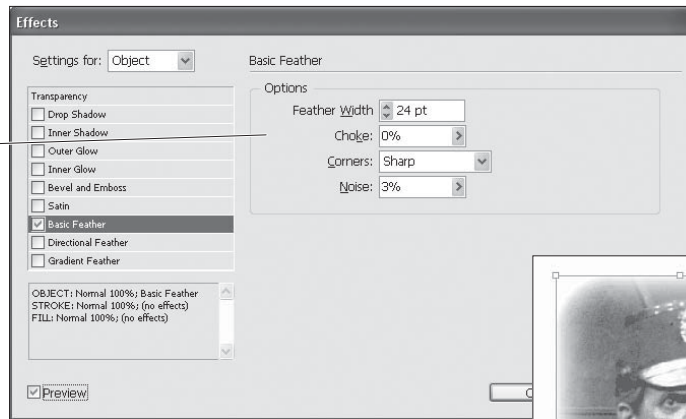 Effects
Settings for: Object
Basic Feather
Transparency
Drop Shadow
Inner Shadow
Outer Glow
Inner Glow
Bevel and Emboss
Satin
Basic Feather
Directional Feather
Gradient Feather
Options
Feather Width 24 pt
Choke: 0%
Corners: Sharp
Noise: 3%
OBJECT: Normal 100%; Basic Feather
STROKE: Normal 100%; (no effects)
FILL: Normal 100%; (no effects)
Preview